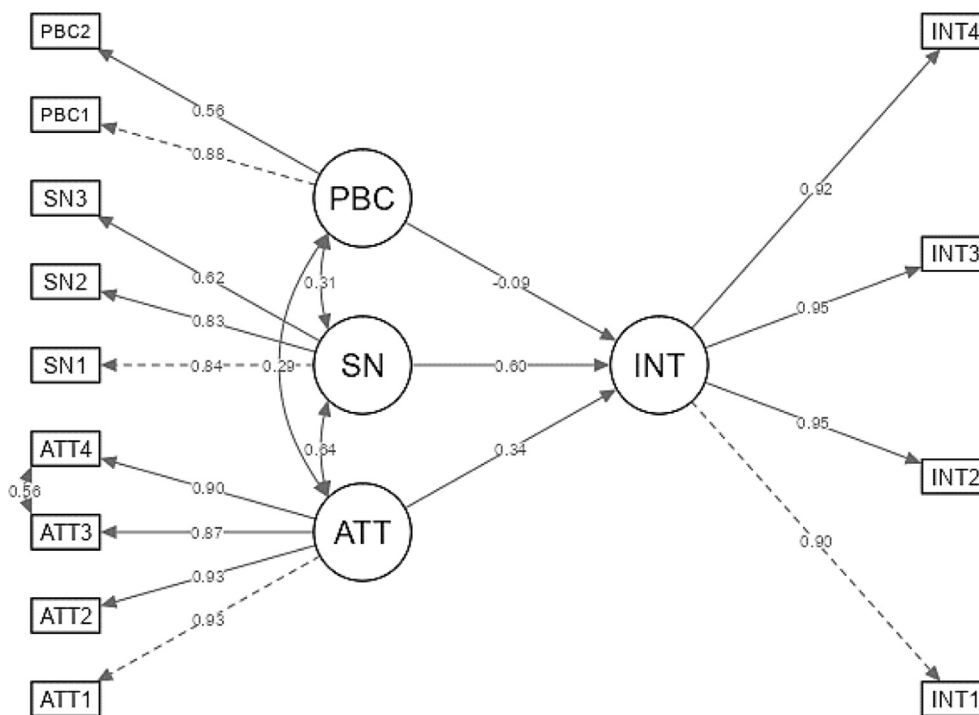 PBC2
INT4
0.56
PBC1
0.88
SN3
PBC
0.92
0.62
SN2
0.31
-0.09
INT3
0.83
0.95
SN1
0.84
0.29
SN
0.60
INT
ATT4
0.64
0.34
0.95
INT2
0.56
0.90
ATT3
0.87
ATT
0.93
0.90
ATT2
0.93
ATT1
INT1